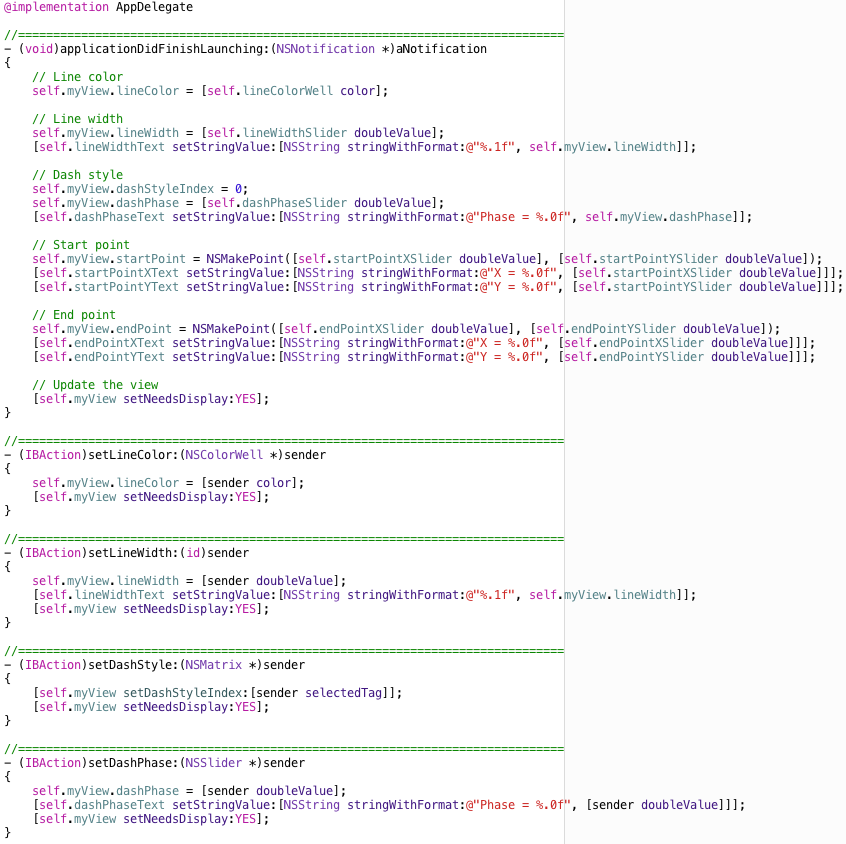 @implementation AppDelegate
//==============================================================================
- (void)applicationDidFinishLaunching:(NSNotification *)aNotification
{
    // Line color
    self.myView.lineColor = [self.lineColorWell color];
    // Line width
    self.myView.lineWidth = [self.lineWidthSlider doubleValue];
    [self.lineWidthText setStringValue:[NSString stringWithFormat:@"%.1f", self.myView.lineWidth]];
    // Dash style
    self.myView.dashStyleIndex = 0;
    self.myView.dashPhase = [self.dashPhaseSlider doubleValue];
    [self.dashPhaseText setStringValue:[NSString stringWithFormat:@"Phase = %.0f", self.myView.dashPhase]];
    // Start point
    self.myView.startPoint = NSMakePoint([self.startPointXSlider doubleValue], [self.startPointYSlider doubleValue]);
    [self.startPointXText setStringValue:[NSString stringWithFormat:@"X = %.0f", [self.startPointXSlider doubleValue]]];
    [self.startPointYText setStringValue:[NSString stringWithFormat:@"Y = %.0f", [self.startPointYSlider doubleValue]]];
    // End point
    self.myView.endPoint = NSMakePoint([self.endPointXSlider doubleValue], [self.endPointYSlider doubleValue]);
    [self.endPointXText setStringValue:[NSString stringWithFormat:@"X = %.0f", [self.endPointXSlider doubleValue]]];
    [self.endPointYText setStringValue:[NSString stringWithFormat:@"Y = %.0f", [self.endPointYSlider doubleValue]]];
    // Update the view
    [self.myView setNeedsDisplay:YES];
}
//==============================================================================
- (IBAction)setLineColor:(NSColorWell *)sender
{
    self.myView.lineColor = [sender color];
    [self.myView setNeedsDisplay:YES];
}
//==============================================================================
- (IBAction)setLineWidth:(id)sender
{
    self.myView.lineWidth = [sender doubleValue];
    [self.lineWidthText setStringValue:[NSString stringWithFormat:@"%.1f", self.myView.lineWidth]];
    [self.myView setNeedsDisplay:YES];
}
//==============================================================================
- (IBAction)setDashStyle:(NSMatrix *)sender
{
    [self.myView setDashStyleIndex:[sender selectedTag]];
    [self.myView setNeedsDisplay:YES];
}
//==============================================================================
- (IBAction)setDashPhase:(NSSlider *)sender
{
    self.myView.dashPhase = [sender doubleValue];
    [self.dashPhaseText setStringValue:[NSString stringWithFormat:@"Phase = %.0f", [sender doubleValue]]];
    [self.myView setNeedsDisplay:YES];
}